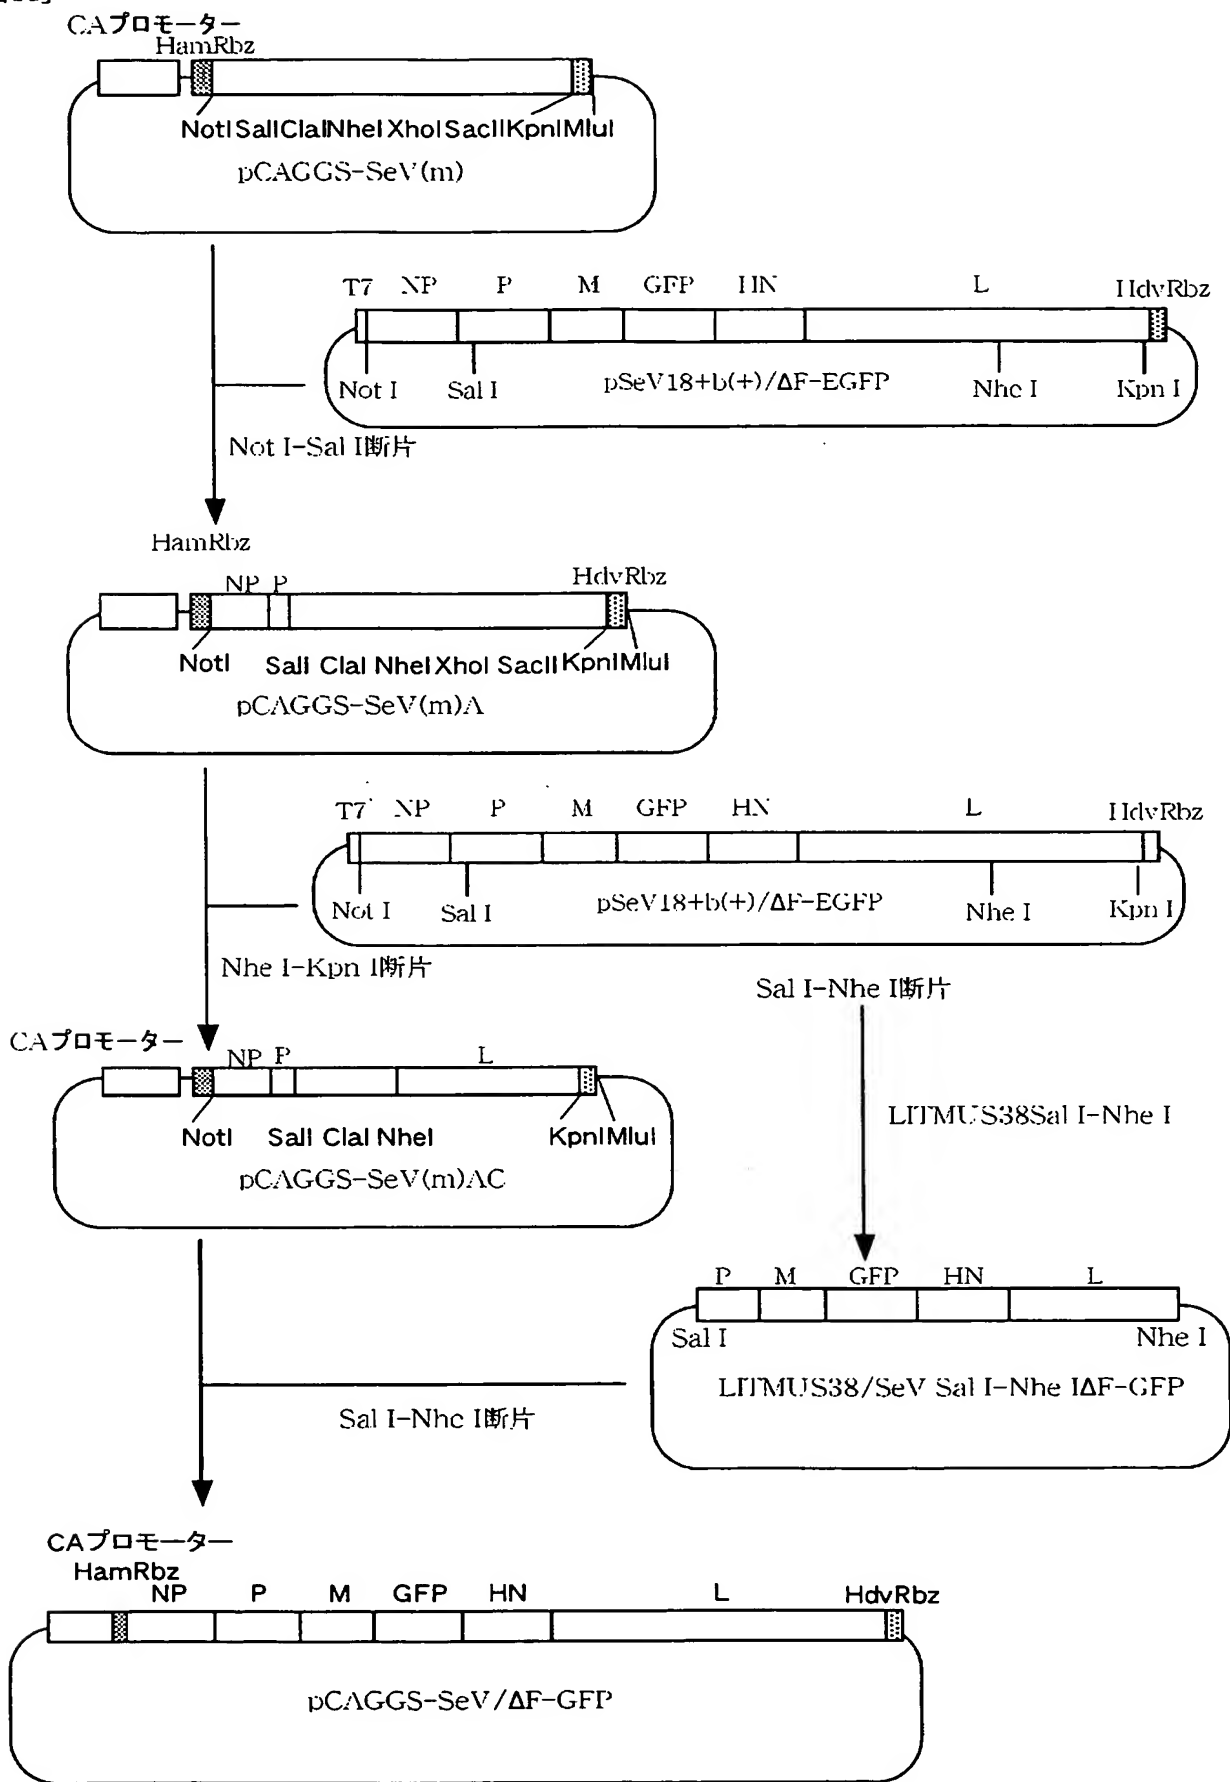 CAプロモーター
HamRbz
NotI SalI ClaI NheI XhoI SacII KpnI MluI
pCAGGS-SeV(m)
T7 NP P M GFP HN L HdvRbz
Not I Sal I pSeV18+b(+)/ΔF-EGFP Nhe I Kpn I
Not I-Sal I断片
HamRbz
NP P HdvRbz
NotI SalI ClaI NheI XhoI SacII KpnI MluI
pCAGGS-SeV(m)A
T7 NP P M GFP HN L HdvRbz
Not I Sal I pSeV18+b(+)/ΔF-EGFP Nhe I Kpn I
Nhe I-Kpn I断片
Sal I-Nhe I断片
CAプロモーター
NP P L
NotI SalI ClaI NheI KpnI MluI
pCAGGS-SeV(m)AC
LITMUS38Sal I-Nhe I
P M GFP HN L
Sal I Nhe I
LITMUS38/SeV Sal I-Nhe IΔF-GFP
Sal I-Nhe I断片
CAプロモーター
HamRbz
NP P M GFP HN L HdvRbz
pCAGGS-SeV/ΔF-GFP